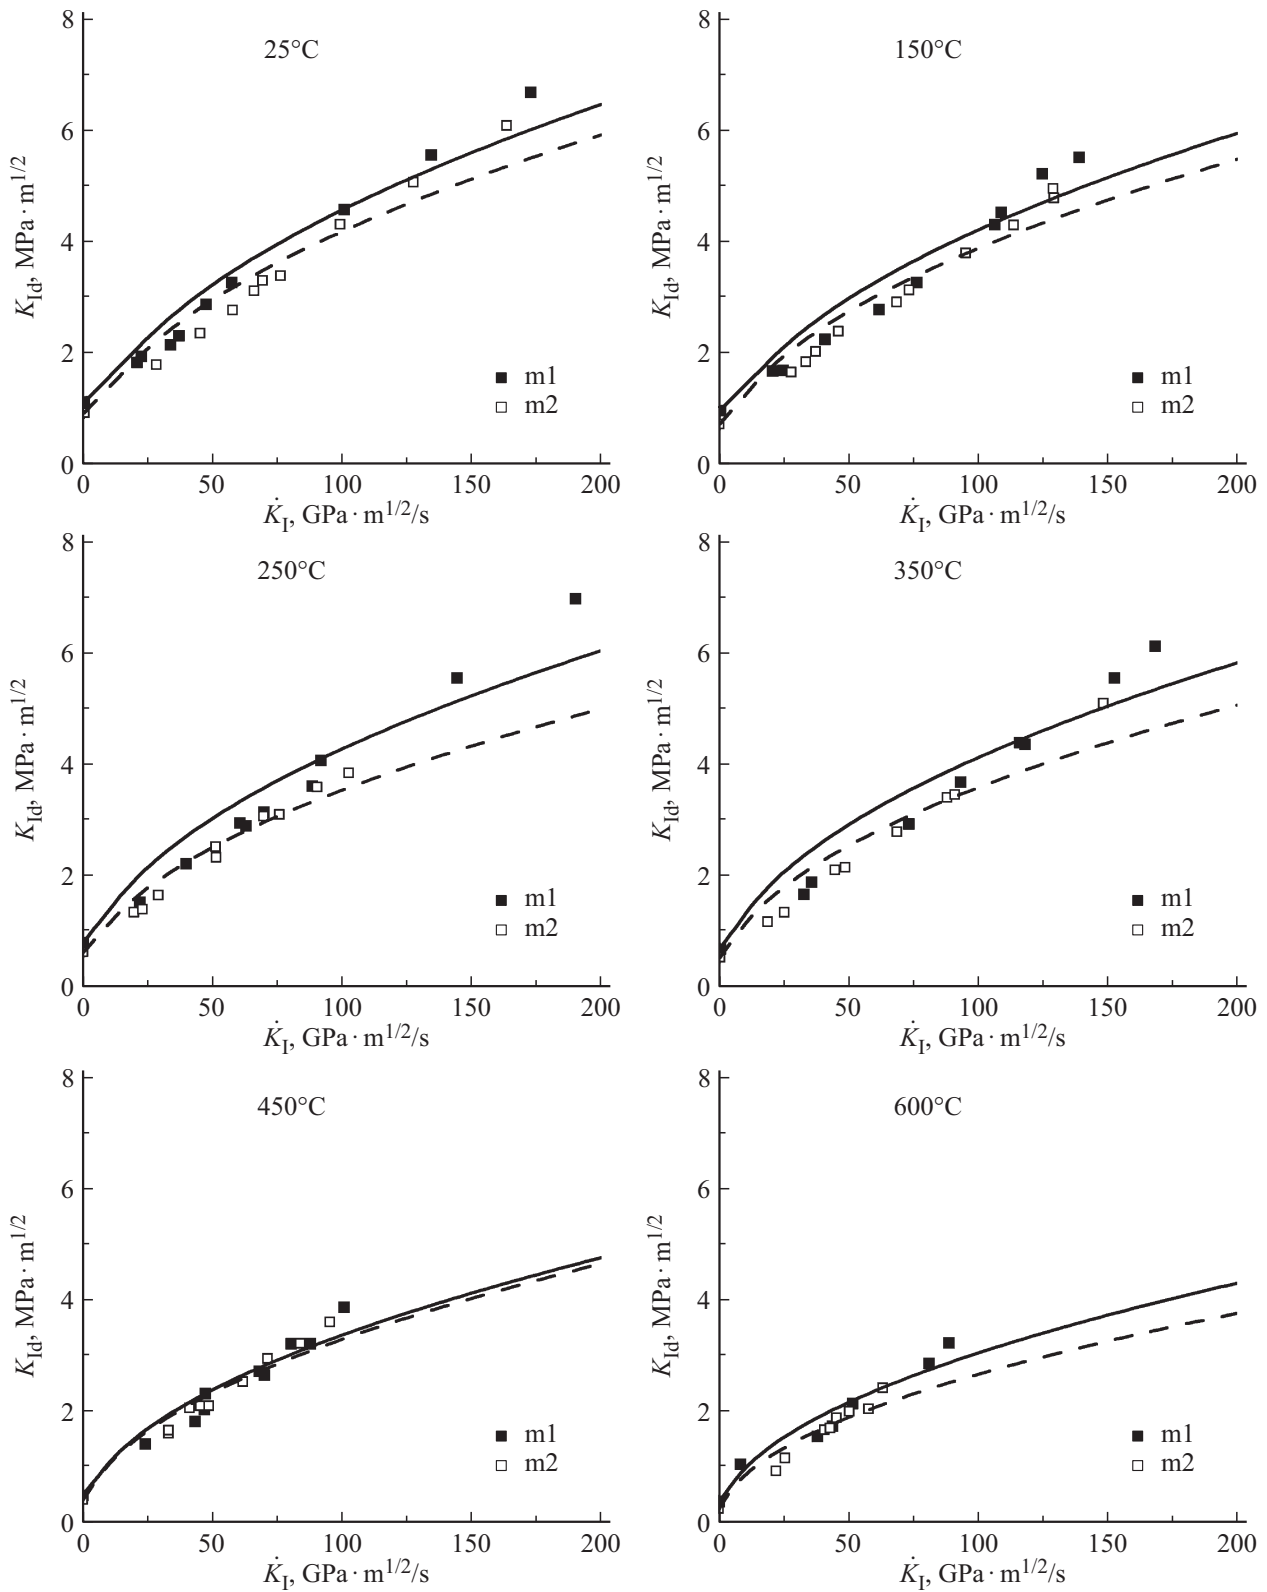 25°C
8
6
4
2
0
K_Id, MPa · m^1/2
m1
m2
0 50 100 150 200
K̇_I, GPa · m^1/2/s
150°C
8
6
4
2
0
K_Id, MPa · m^1/2
m1
m2
0 50 100 150 200
K̇_I, GPa · m^1/2/s
250°C
8
6
4
2
0
K_Id, MPa · m^1/2
m1
m2
0 50 100 150 200
K̇_I, GPa · m^1/2/s
350°C
8
6
4
2
0
K_Id, MPa · m^1/2
m1
m2
0 50 100 150 200
K̇_I, GPa · m^1/2/s
450°C
8
6
4
2
0
K_Id, MPa · m^1/2
m1
m2
0 50 100 150 200
K̇_I, GPa · m^1/2/s
600°C
8
6
4
2
0
K_Id, MPa · m^1/2
m1
m2
0 50 100 150 200
K̇_I, GPa · m^1/2/s